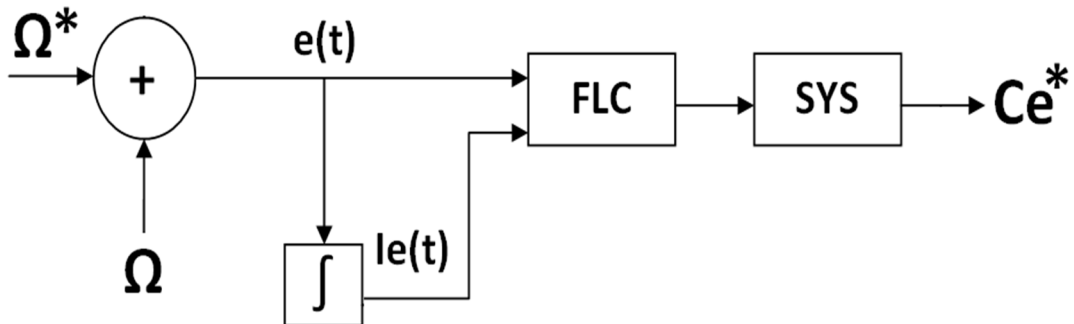 Ω*
+
e(t)
FLC
SYS
Ce*
Ω
∫
Ie(t)